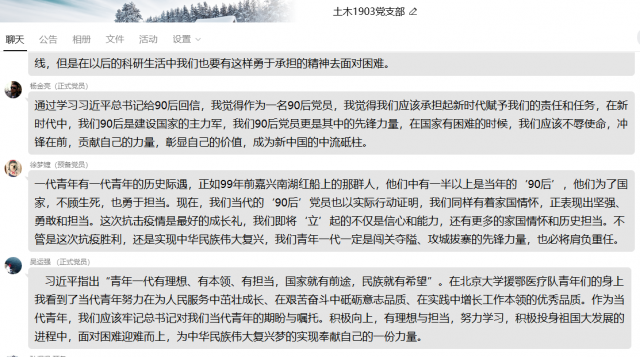 土木1903党支部
聊天 公告 相册 文件 活动 设置
线，但是在以后的科研生活中我们也要有这样勇于承担的精神去面对困难。
杨金亮（正式党员）
通过学习习近平总书记给90后回信，我觉得作为一名90后党员，我觉得我们应该承担起新时代赋予我们的责任和任务，在新
时代中，我们90后是建设国家的主力军，我们90后党员更是其中的先锋力量，在国家有困难的时候，我们应该不辱使命，冲
锋在前，贡献自己的力量，彰显自己的价值，成为新中国的中流砥柱。
徐梦媛（预备党员）
一代青年有一代青年的历史际遇，正如99年前嘉兴南湖红船上的那群人，他们中有一半以上是当年的‘90后’，他们为了国
家，不顾生死，也勇于担当。现在，我们当代的‘90后’党员也以实际行动证明，我们同样有着家国情怀，正表现出坚强、
勇敢和担当。这次抗击疫情是最好的成长礼，我们即将‘立’起的不仅是信心和能力，还有更多的家国情怀和历史担当。不
管是这次抗疫胜利，还是实现中华民族伟大复兴，我们青年一代一定是闯关夺隘、攻城拔寨的先锋力量，也必将肩负重任。
（正式党员）
习近平指出“青年一代有理想、有本领、有担当，国家就有前途，民族就有希望”。在北京大学援鄂医疗队青年们的身上
我看到了当代青年努力在为人民服务中茁壮成长、在艰苦奋斗中砥砺意志品质、在实践中增长工作本领的优秀品质。作为当
代青年，我们应该牢记总书记对我们当代青年的期盼与嘱托。积极向上，有理想与担当，努力学习，积极投身祖国大发展的
进程中，面对困难迎难而上，为中华民族伟大复兴梦的实现奉献自己的一份力量。